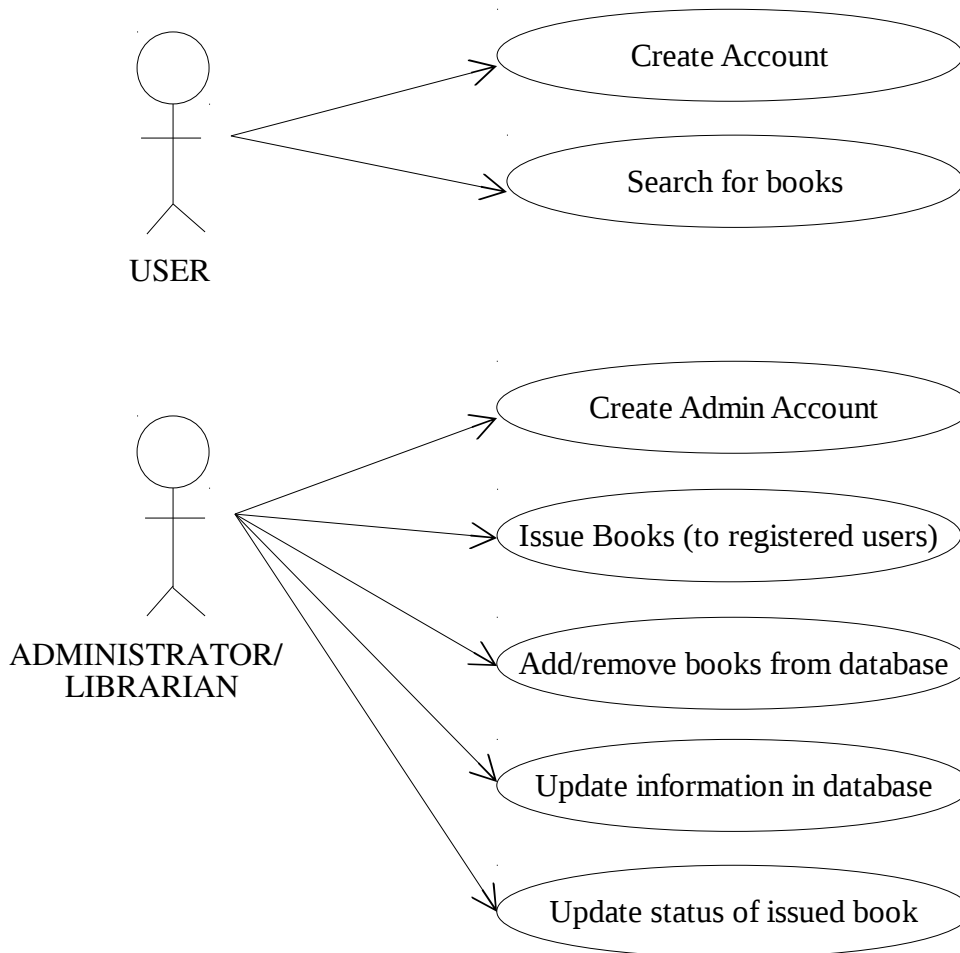 Create Account
Search for books
USER
Create Admin Account
Issue Books (to registered users)
Add/remove books from database
ADMINISTRATOR/
LIBRARIAN
Update information in database
Update status of issued book